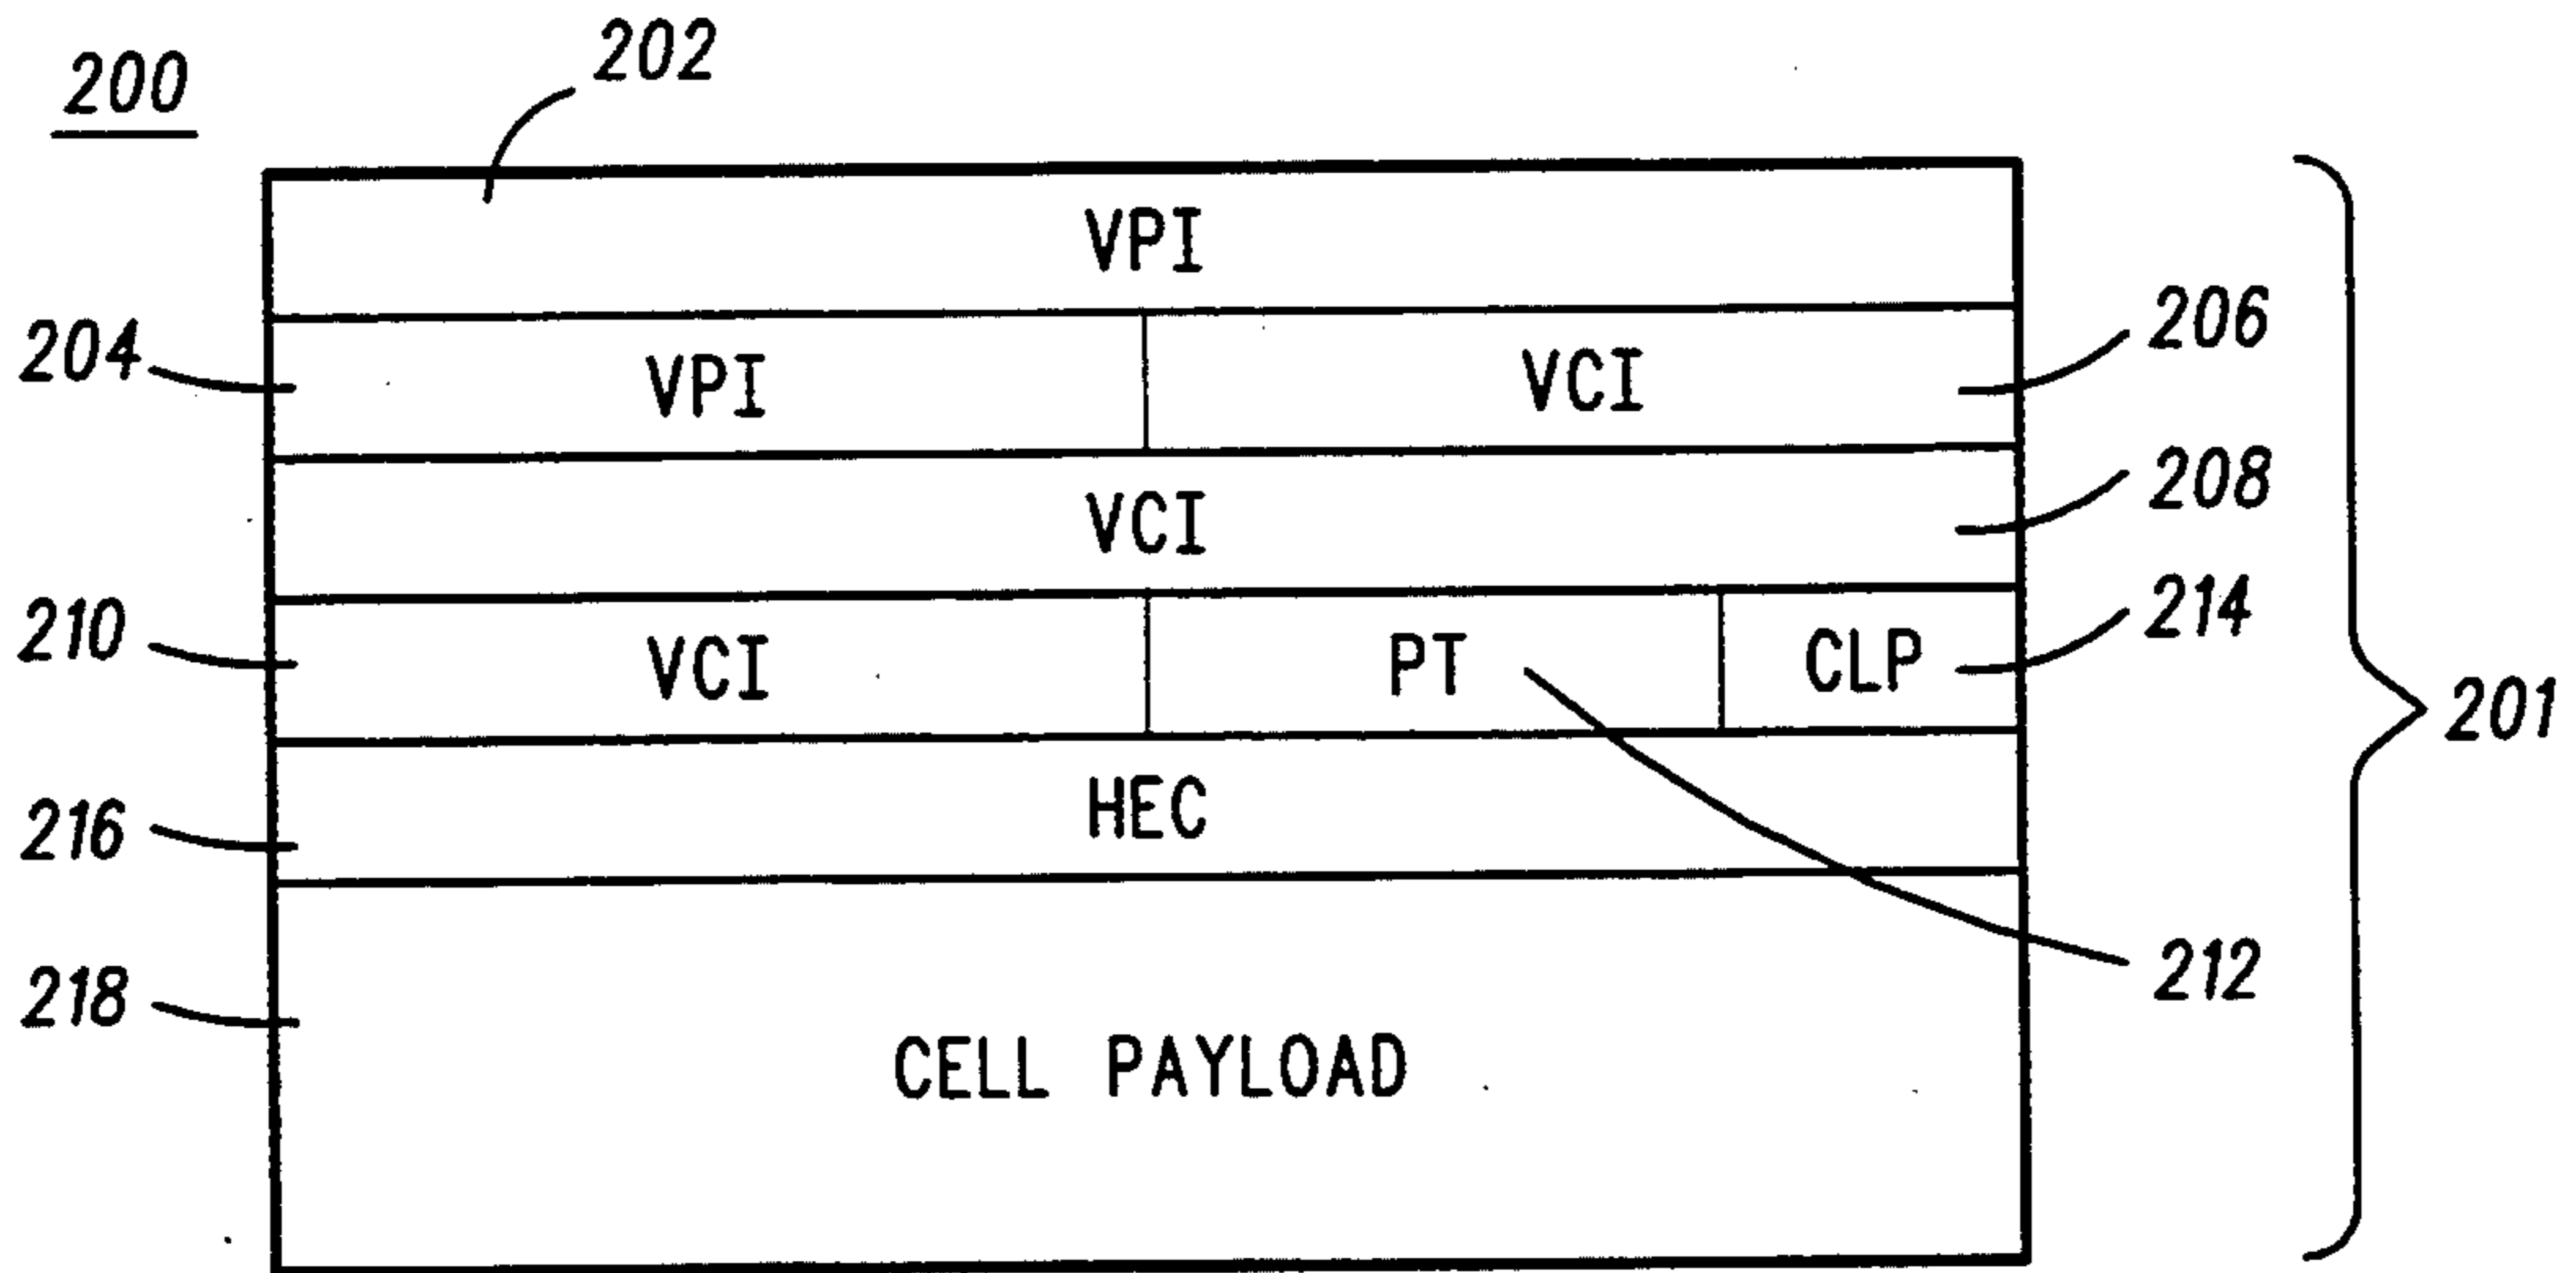 200
202
VPI
204
VPI
VCI
206
VCI
208
210
VCI
PT
CLP
214
201
216
HEC
218
CELL PAYLOAD
212